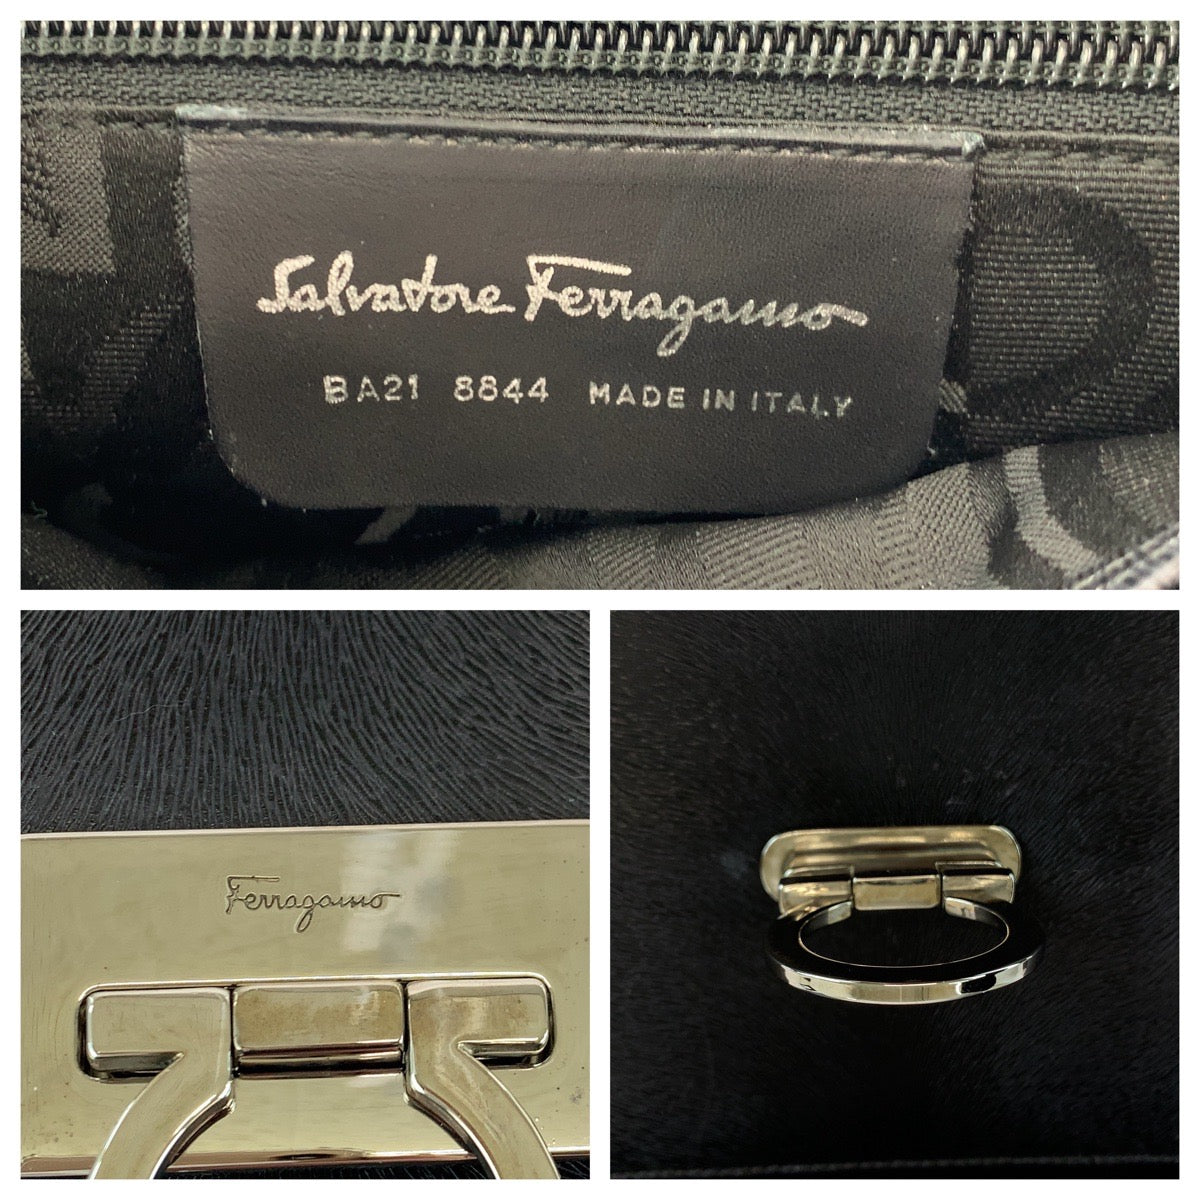 Salvatore Ferragamo
BA21 8844 MADE IN ITALY
Ferragamo